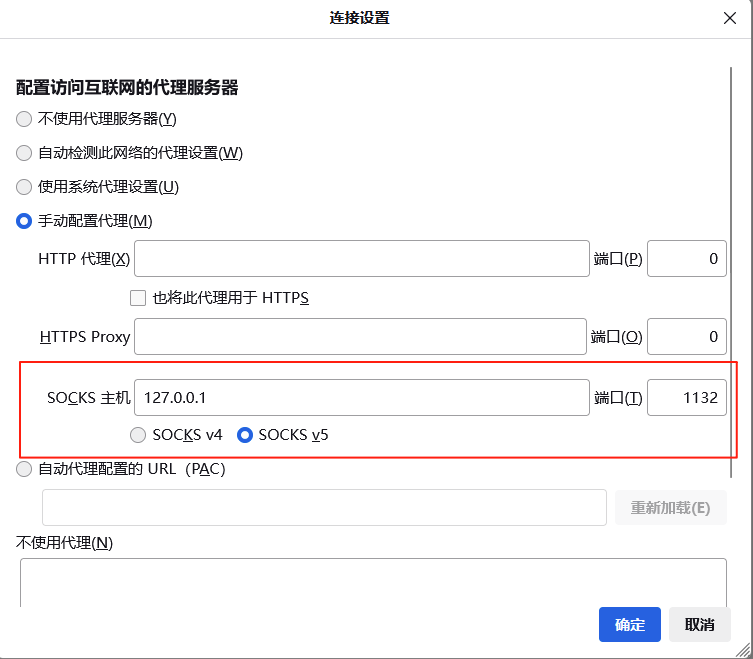 连接设置
配置访问互联网的代理服务器
不使用代理服务器(Y)
自动检测此网络的代理设置(W)
使用系统代理设置(U)
手动配置代理(M)
HTTP 代理(X) 端口(P) 0
也将此代理用于 HTTPS
HTTPS Proxy 端口(O) 0
SOCKS 主机 127.0.0.1 端口(T) 1132
SOCKS v4 SOCKS v5
自动代理配置的 URL（PAC）
重新加载(E)
不使用代理(N)
确定 取消